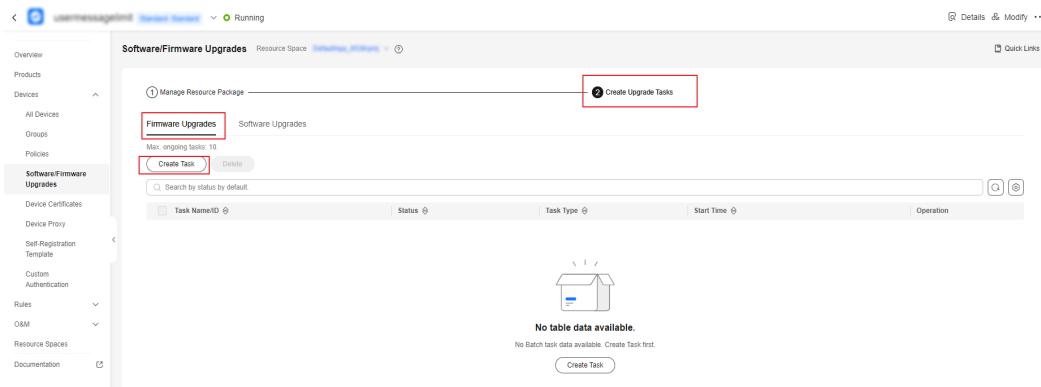 usermessagelimit Running
Details Modify
Software/Firmware Upgrades Resource Space
Quick Links
Overview
Products
Devices
All Devices
Groups
Policies
Software/Firmware
Upgrades
Device Certificates
Device Proxy
Self-Registration
Template
Custom
Authentication
Rules
O&M
Resource Spaces
Documentation
1 Manage Resource Package
2 Create Upgrade Tasks
Firmware Upgrades Software Upgrades
Max. ongoing tasks: 10
Create Task Delete
Search by status by default.
Task Name/ID Status Task Type Start Time Operation
No table data available.
No Batch task data available. Create Task first.
Create Task